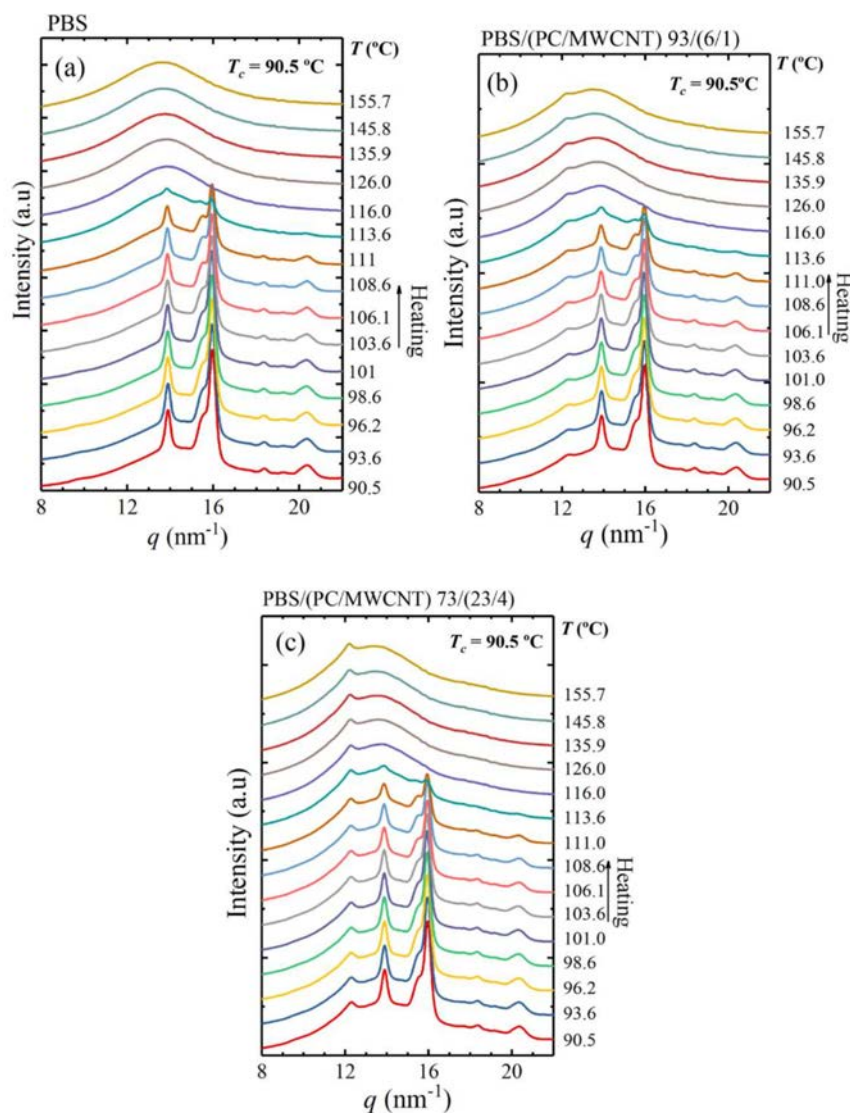 PBS
T (ºC)
(a)
Tc = 90.5 ºC
155.7
145.8
135.9
126.0
116.0
113.6
111
108.6
106.1
103.6
101
98.6
96.2
93.6
90.5
Heating
Intensity (a.u)
8 12 16 20
q (nm-1)
PBS/(PC/MWCNT) 93/(6/1)
T (ºC)
(b)
Tc = 90.5ºC
155.7
145.8
135.9
126.0
116.0
113.6
111.0
108.6
106.1
103.6
101.0
98.6
96.2
93.6
90.5
Heating
Intensity (a.u)
8 12 16 20
q (nm-1)
PBS/(PC/MWCNT) 73/(23/4)
T (ºC)
(c)
Tc = 90.5 ºC
155.7
145.8
135.9
126.0
116.0
113.6
111.0
108.6
106.1
103.6
101.0
98.6
96.2
93.6
90.5
Heating
Intensity (a.u)
8 12 16 20
q (nm-1)